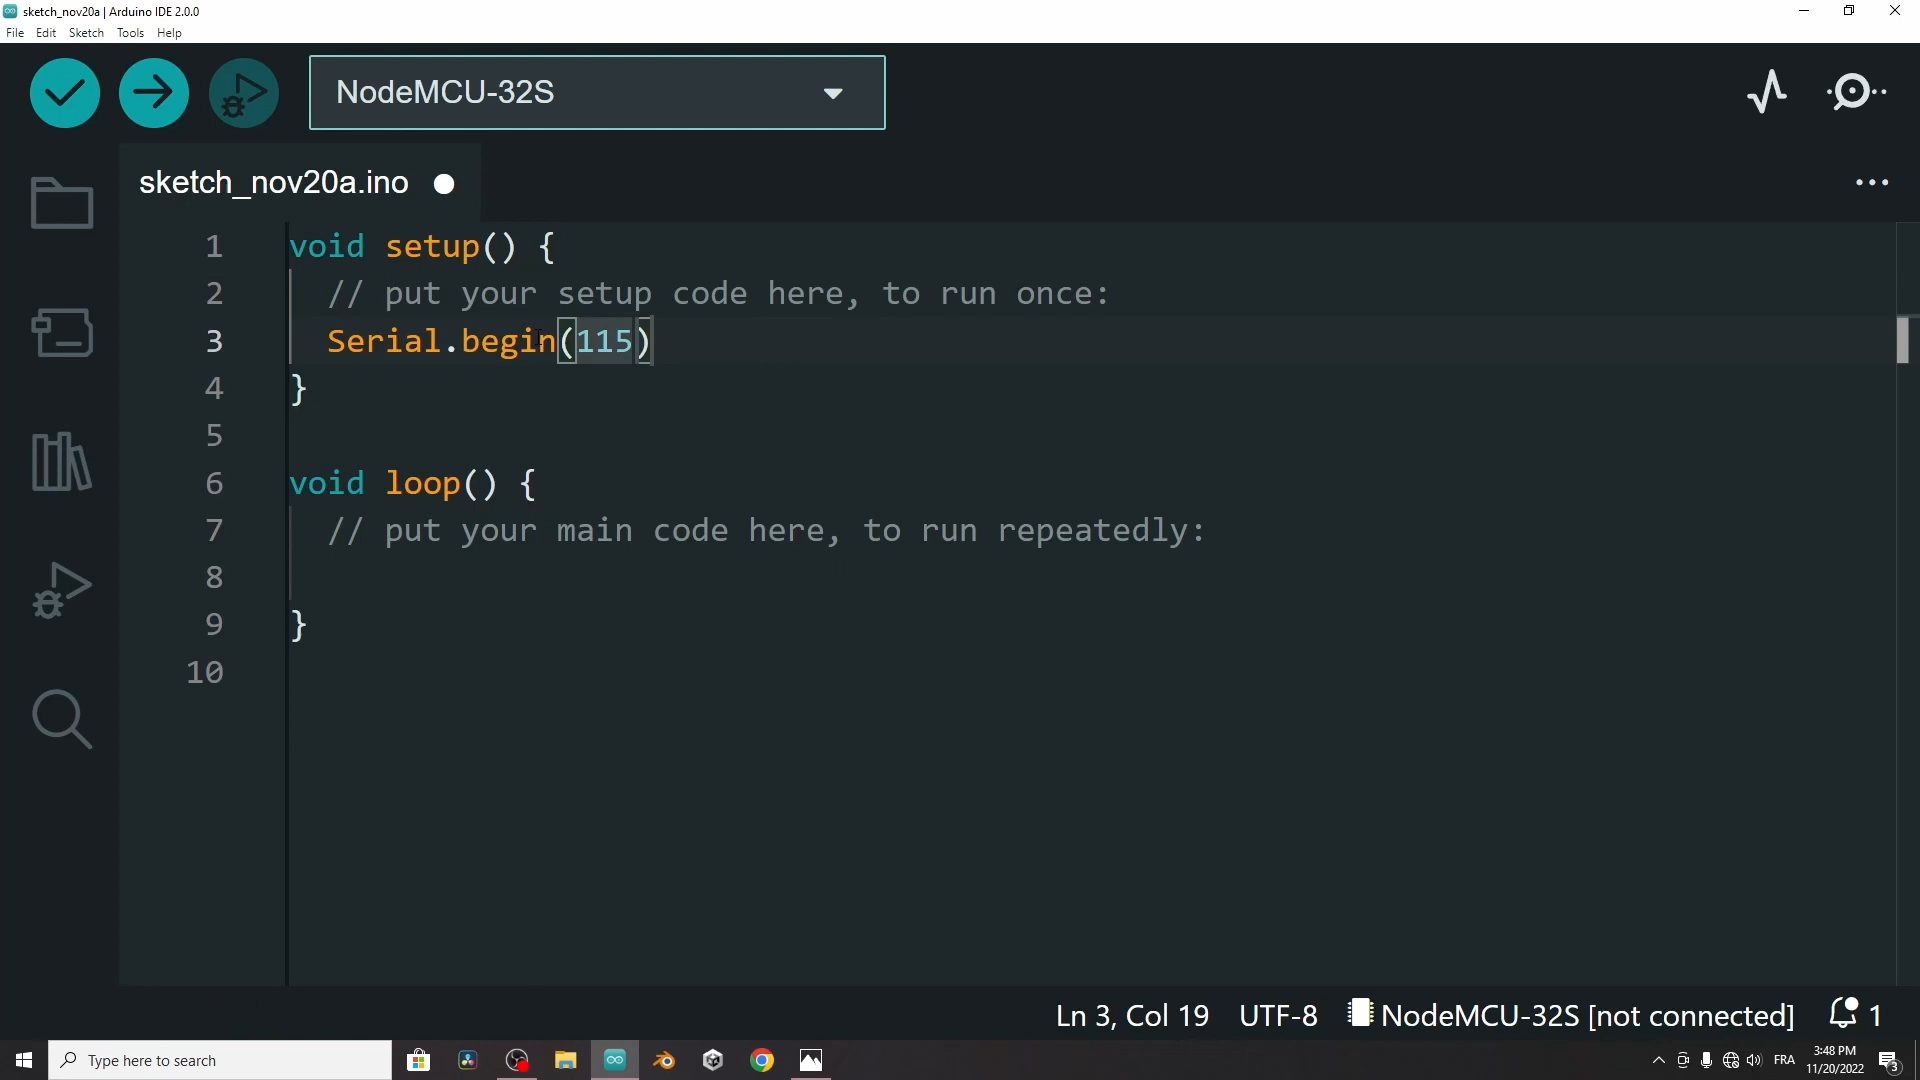 sketch_nov20a | Arduino IDE 2.0.0
File Edit Sketch Tools Help
NodeMCU-32S
sketch_nov20a.ino
1 void setup() {
2 // put your setup code here, to run once:
3 Serial.begin(115)
4 }
5
6 void loop() {
7 // put your main code here, to run repeatedly:
8
9 }
10
Ln 3, Col 19 UTF-8 NodeMCU-32S [not connected] 1
Type here to search
FRA
3:48 PM
11/20/2022
3